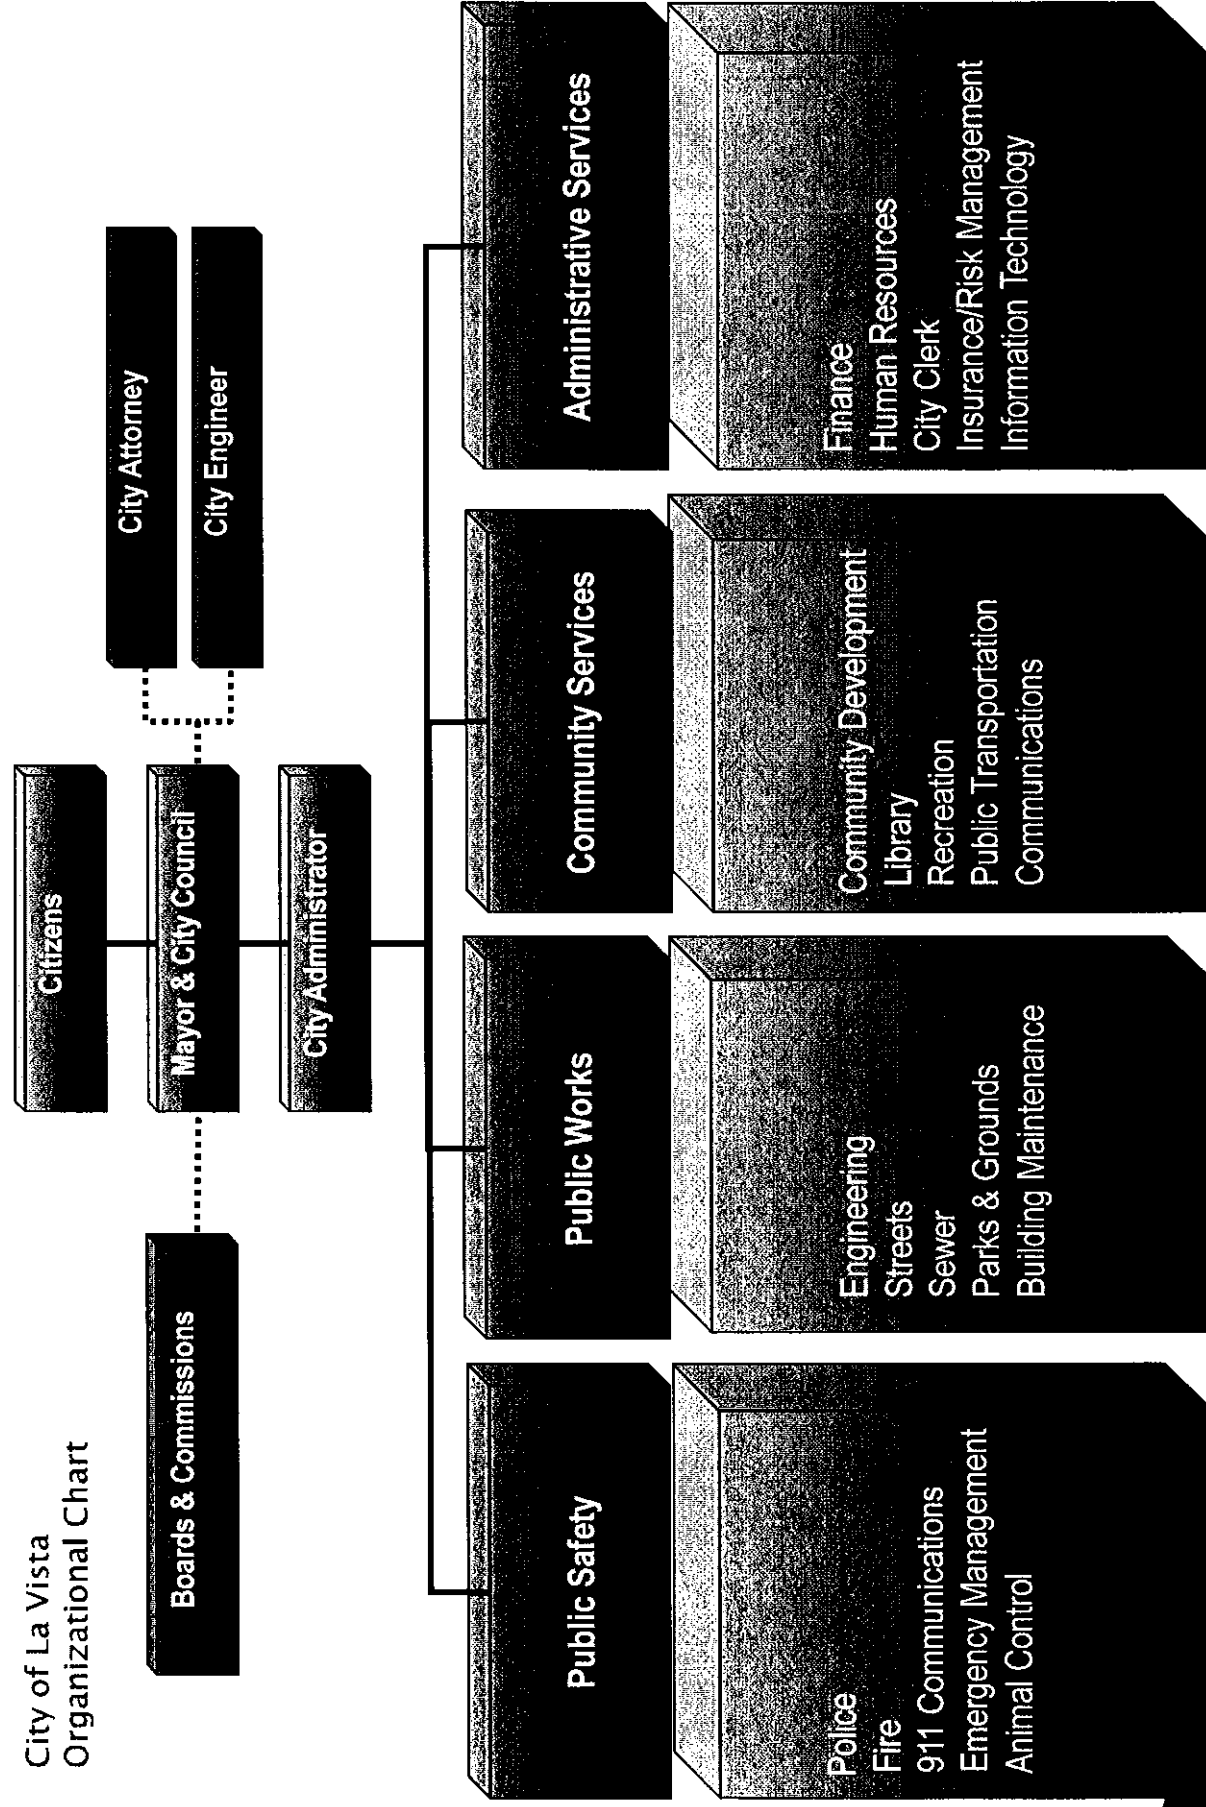 City of La Vista
Organizational Chart
Citizens
Boards & Commissions
Mayor & City Council
City Attorney
City Engineer
City Administrator
Public Safety
Police
Fire
911 Communications
Emergency Management
Animal Control
Public Works
Engineering
Streets
Sewer
Parks & Grounds
Building Maintenance
Community Services
Community Development
Library
Recreation
Public Transportation
Communications
Administrative Services
Finance
Human Resources
City Clerk
Insurance/Risk Management
Information Technology